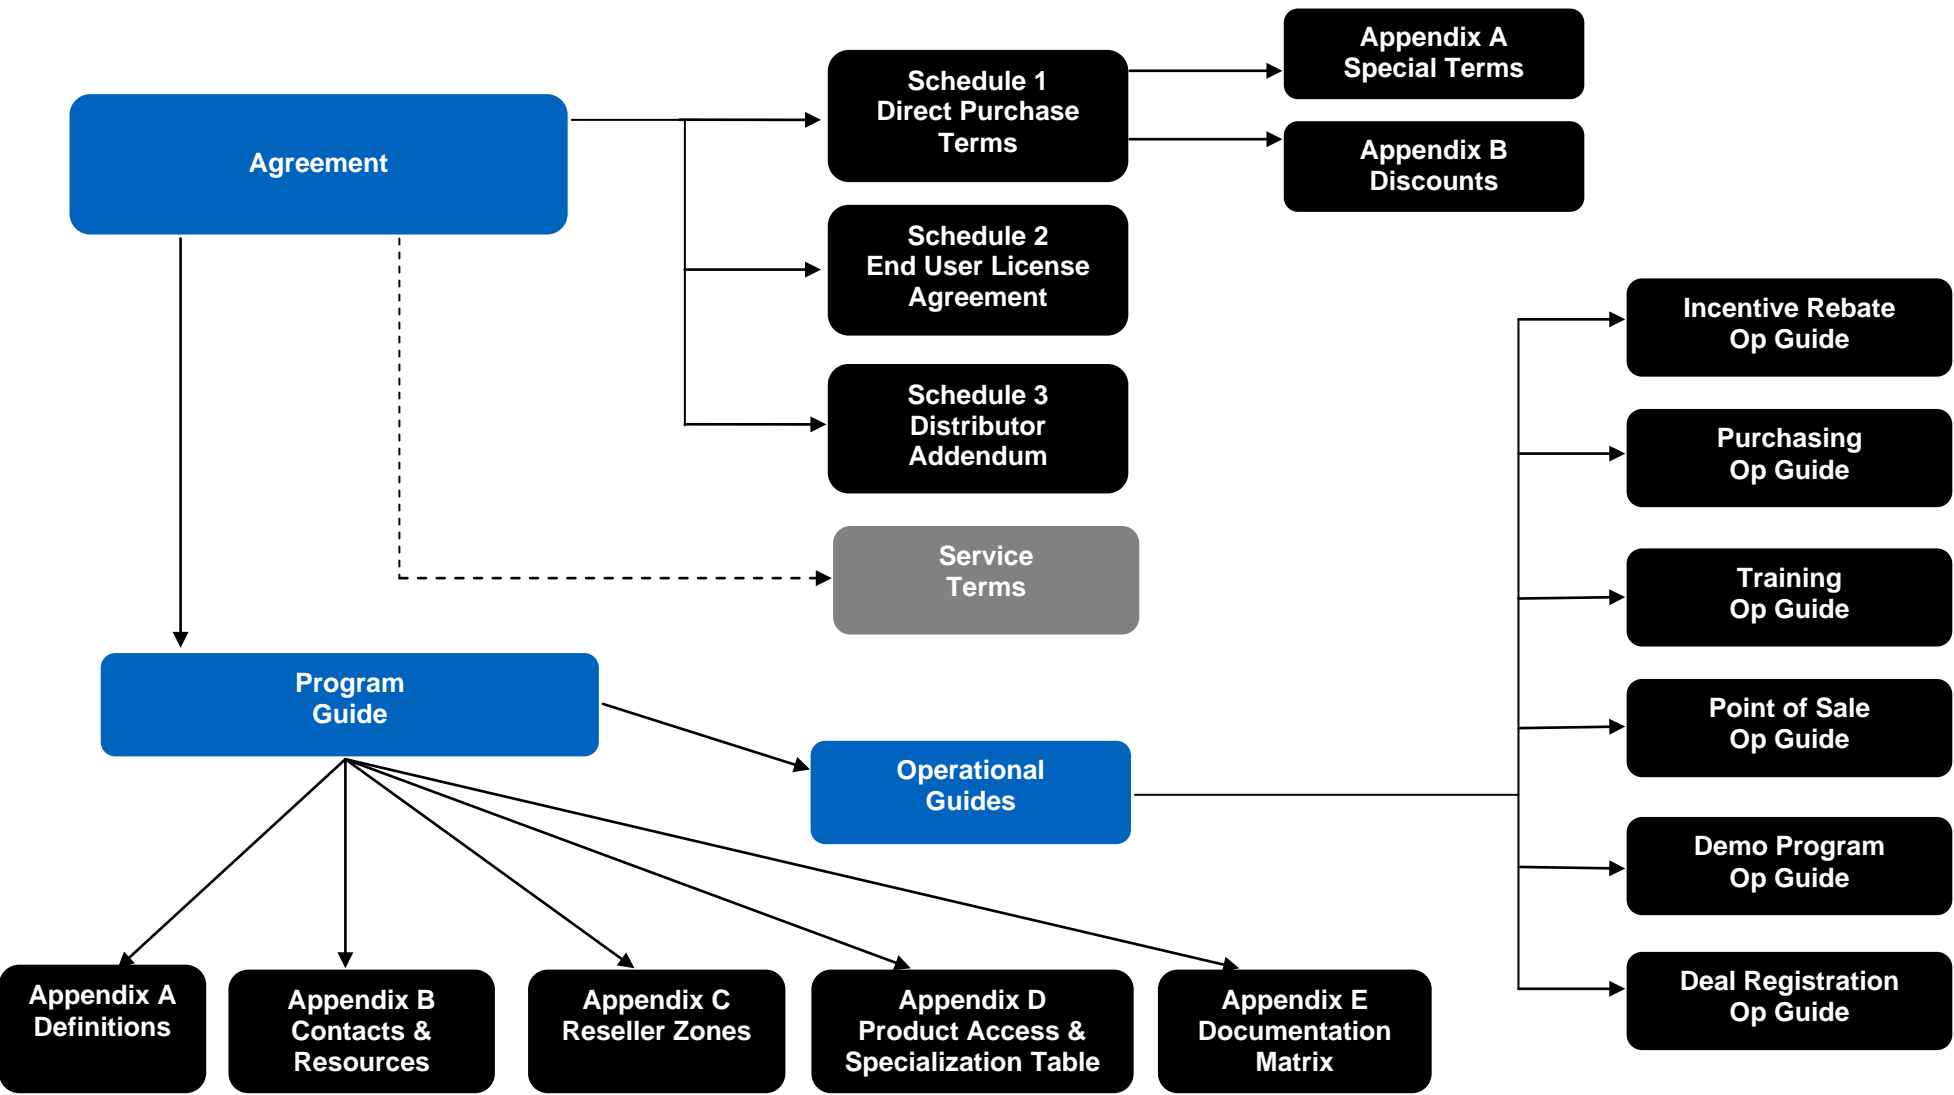 Agreement
Schedule 1
Direct Purchase
Terms
Appendix A
Special Terms
Appendix B
Discounts
Schedule 2
End User License
Agreement
Schedule 3
Distributor
Addendum
Service
Terms
Program
Guide
Operational
Guides
Incentive Rebate
Op Guide
Purchasing
Op Guide
Training
Op Guide
Point of Sale
Op Guide
Demo Program
Op Guide
Deal Registration
Op Guide
Appendix A
Definitions
Appendix B
Contacts &
Resources
Appendix C
Reseller Zones
Appendix D
Product Access &
Specialization Table
Appendix E
Documentation
Matrix